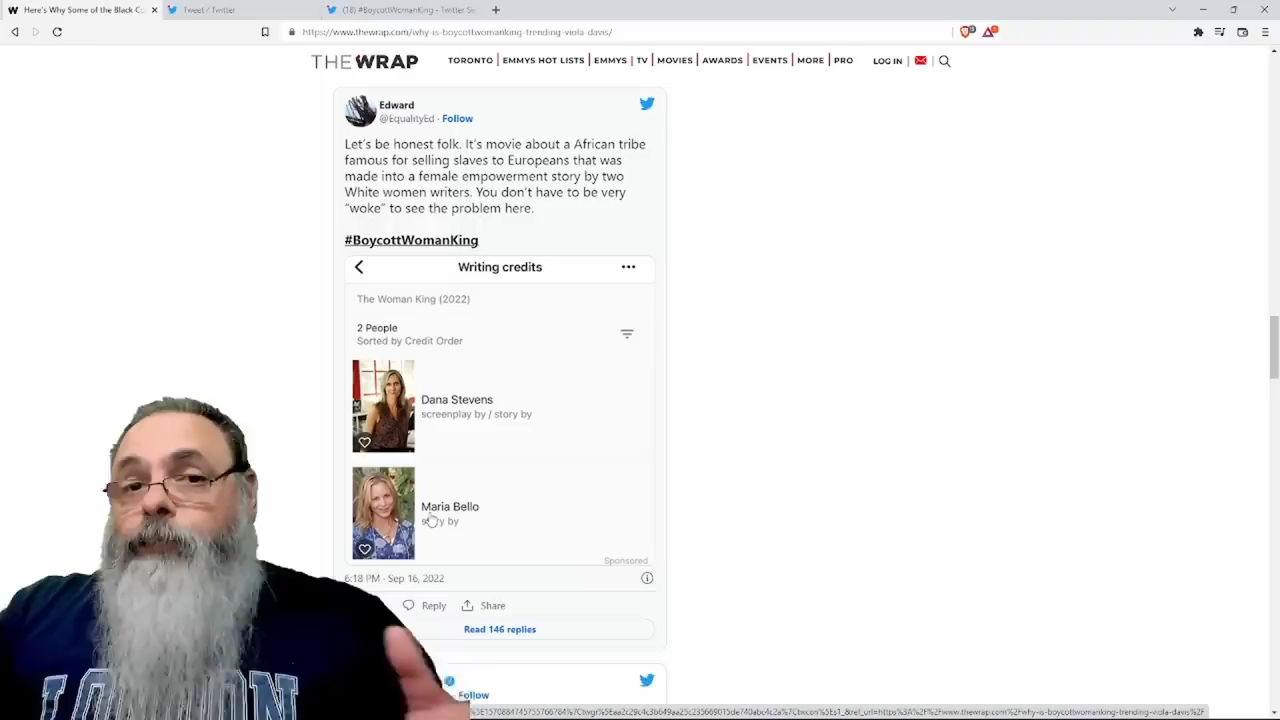 Here's Why Some of the Black C
Tweet / Twitter
(18) #BoycottWomanKing - Twitter Se
https://www.thewrap.com/why-is-boycottwomanking-trending-viola-davis/
THE WRAP
TORONTO EMMYS HOT LISTS EMMYS TV MOVIES AWARDS EVENTS MORE PRO LOG IN
Edward
@EqualityEd · Follow
Let's be honest folk. It's movie about a African tribe
famous for selling slaves to Europeans that was
made into a female empowerment story by two
White women writers. You don't have to be very
"woke" to see the problem here.
#BoycottWomanKing
Writing credits
The Woman King (2022)
2 People
Sorted by Credit Order
Dana Stevens
screenplay by / story by
Maria Bello
story by
Sponsored
6:18 PM · Sep 16, 2022
Reply Share
Read 146 replies
Follow
LONDON